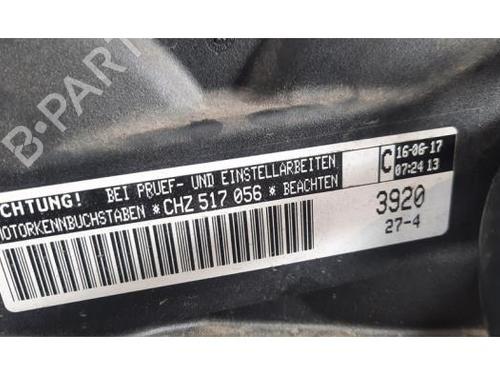 B-PARTS
CHTUNG! BEI PRUEF- UND EINSTELLARBEITEN
MOTORKENNBUCHSTABEN *CHZ 517 056 * BEACHTEN
C 16-06-17
07:24 13
3920
27-4